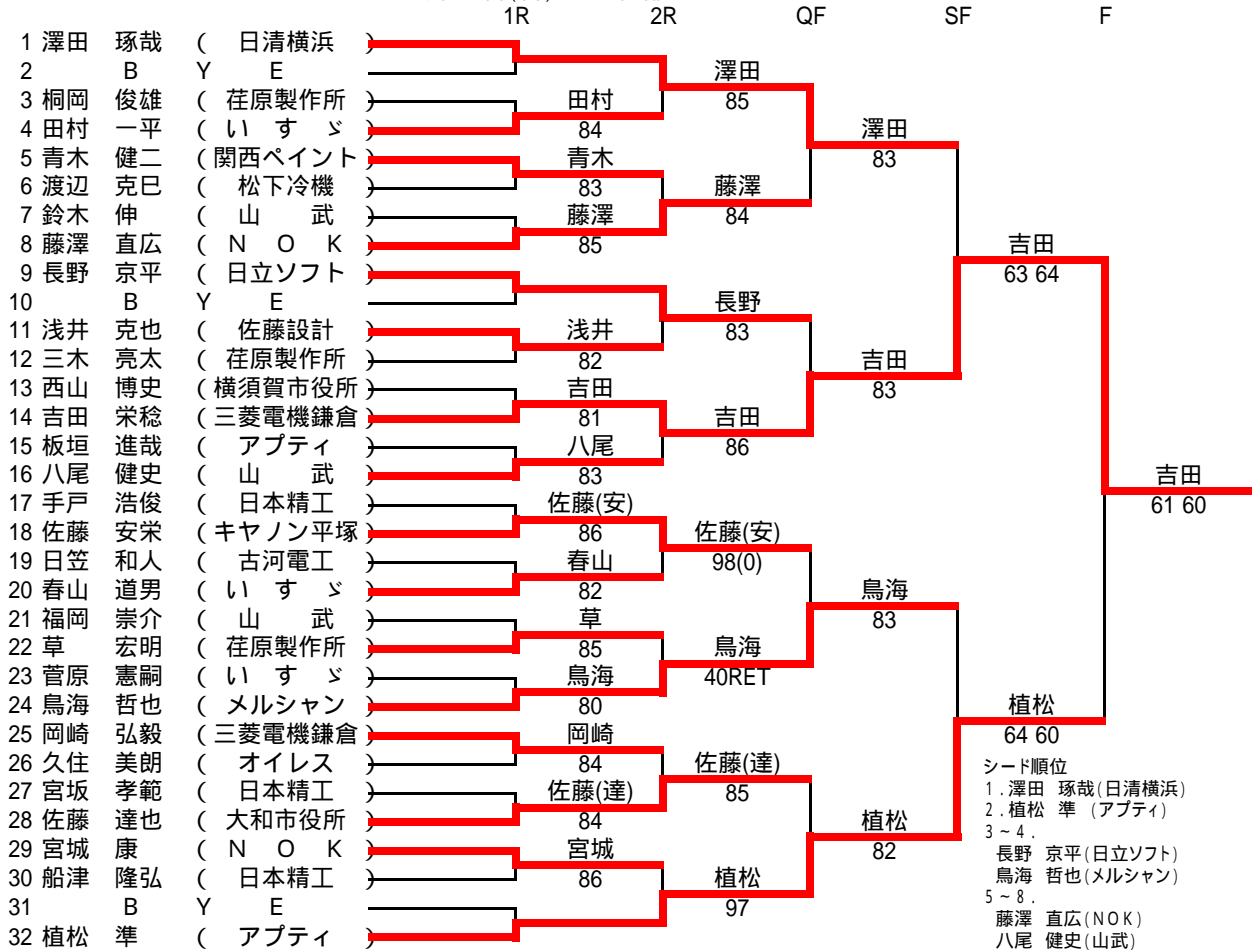 1R 2R QF SF F
1 澤田 琢哉 ( 日清横浜 )
2 B Y E
澤田
3 桐岡 俊雄 ( 荏原製作所 )
田村
85
4 田村 一平 ( い す ゞ )
84
澤田
5 青木 健二 ( 関西ペイント )
青木
83
6 渡辺 克巳 ( 松下冷機 )
83
藤澤
7 鈴木 伸 ( 山 武 )
藤澤
84
8 藤澤 直広 ( N O K )
85
吉田
9 長野 京平 ( 日立ソフト )
63 64
10 B Y E
長野
11 浅井 克也 ( 佐藤設計 )
浅井
83
12 三木 亮太 ( 荏原製作所 )
82
吉田
13 西山 博史 ( 横須賀市役所 )
吉田
83
14 吉田 栄稔 ( 三菱電機鎌倉 )
81
吉田
15 板垣 進哉 ( アプティ )
八尾
86
16 八尾 健史 ( 山 武 )
83
吉田
17 手戸 浩俊 ( 日本精工 )
佐藤(安)
61 60
18 佐藤 安栄 ( キヤノン平塚 )
86
佐藤(安)
19 日笠 和人 ( 古河電工 )
春山
98(0)
20 春山 道男 ( い す ゞ )
82
鳥海
21 福岡 崇介 ( 山 武 )
草
83
22 草 宏明 ( 荏原製作所 )
85
鳥海
23 菅原 憲嗣 ( い す ゞ )
鳥海
40RET
24 鳥海 哲也 ( メルシャン )
80
植松
25 岡崎 弘毅 ( 三菱電機鎌倉 )
岡崎
64 60
26 久住 美朗 ( オイレス )
84
佐藤(達)
27 宮坂 孝範 ( 日本精工 )
佐藤(達)
85
28 佐藤 達也 ( 大和市役所 )
84
植松
29 宮城 康 ( N O K )
宮城
82
30 船津 隆弘 ( 日本精工 )
86
植松
31 B Y E
97
32 植松 準 ( アプティ )
シード順位
1.澤田 琢哉(日清横浜)
2.植松 準 (アプティ)
3~4.
長野 京平(日立ソフト)
鳥海 哲也(メルシャン)
5~8.
藤澤 直広(NOK)
八尾 健史(山武)